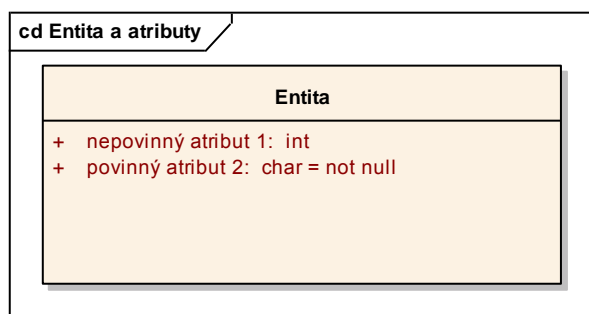 cd Entita a atributy
Entita
+ nepovinný atribut 1: int
+ povinný atribut 2: char = not null